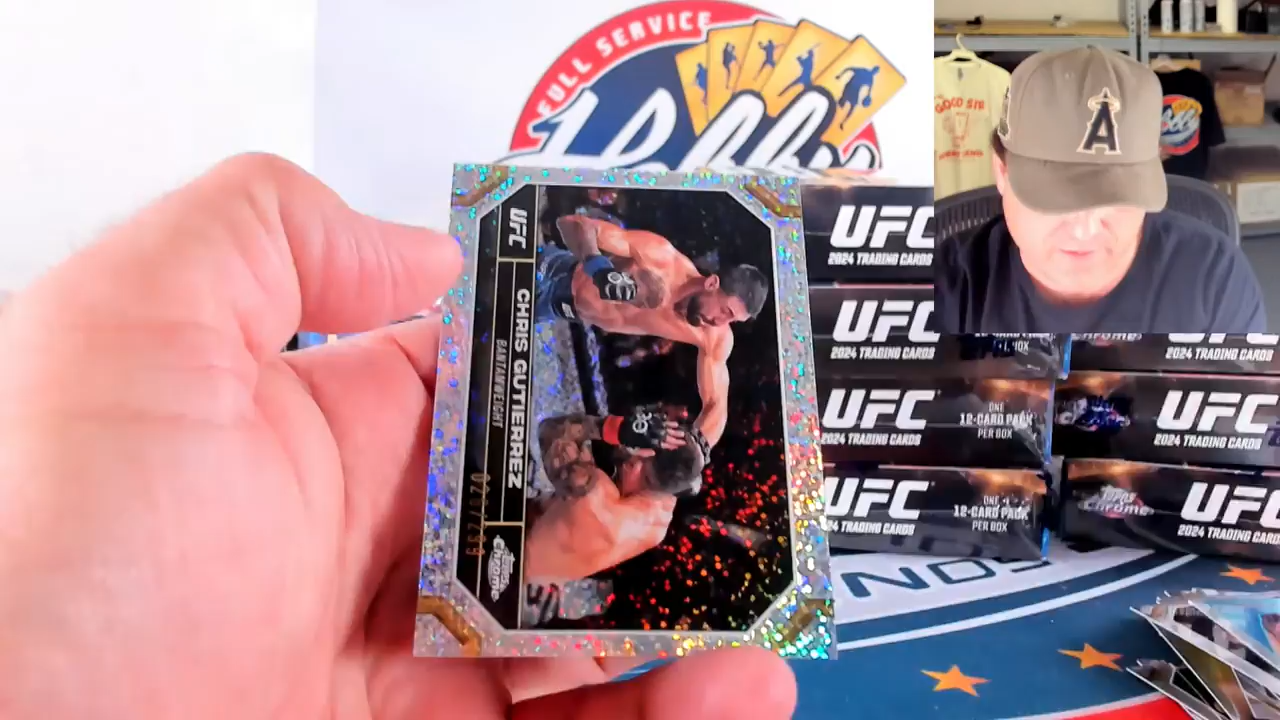 FULL SERVICE
Hobby
UFC
CHRIS GUTIERREZ
BANTAMWEIGHT
Topps
Chrome
GOOD SIR
A
UFC
2024 TRADING CARDS
UFC
2024 TRADING CARDS
UFC
2024 TRADING CARDS
ONE
12-CARD PACK
PER BOX
UFC
2024 TRADING CARDS
UFC
2024 TRADING CARDS
UFC
24 TRADING CARDS
ONE
12-CARD PACK
PER BOX
Topps
Chrome
UFC
2024 TRADING CARDS